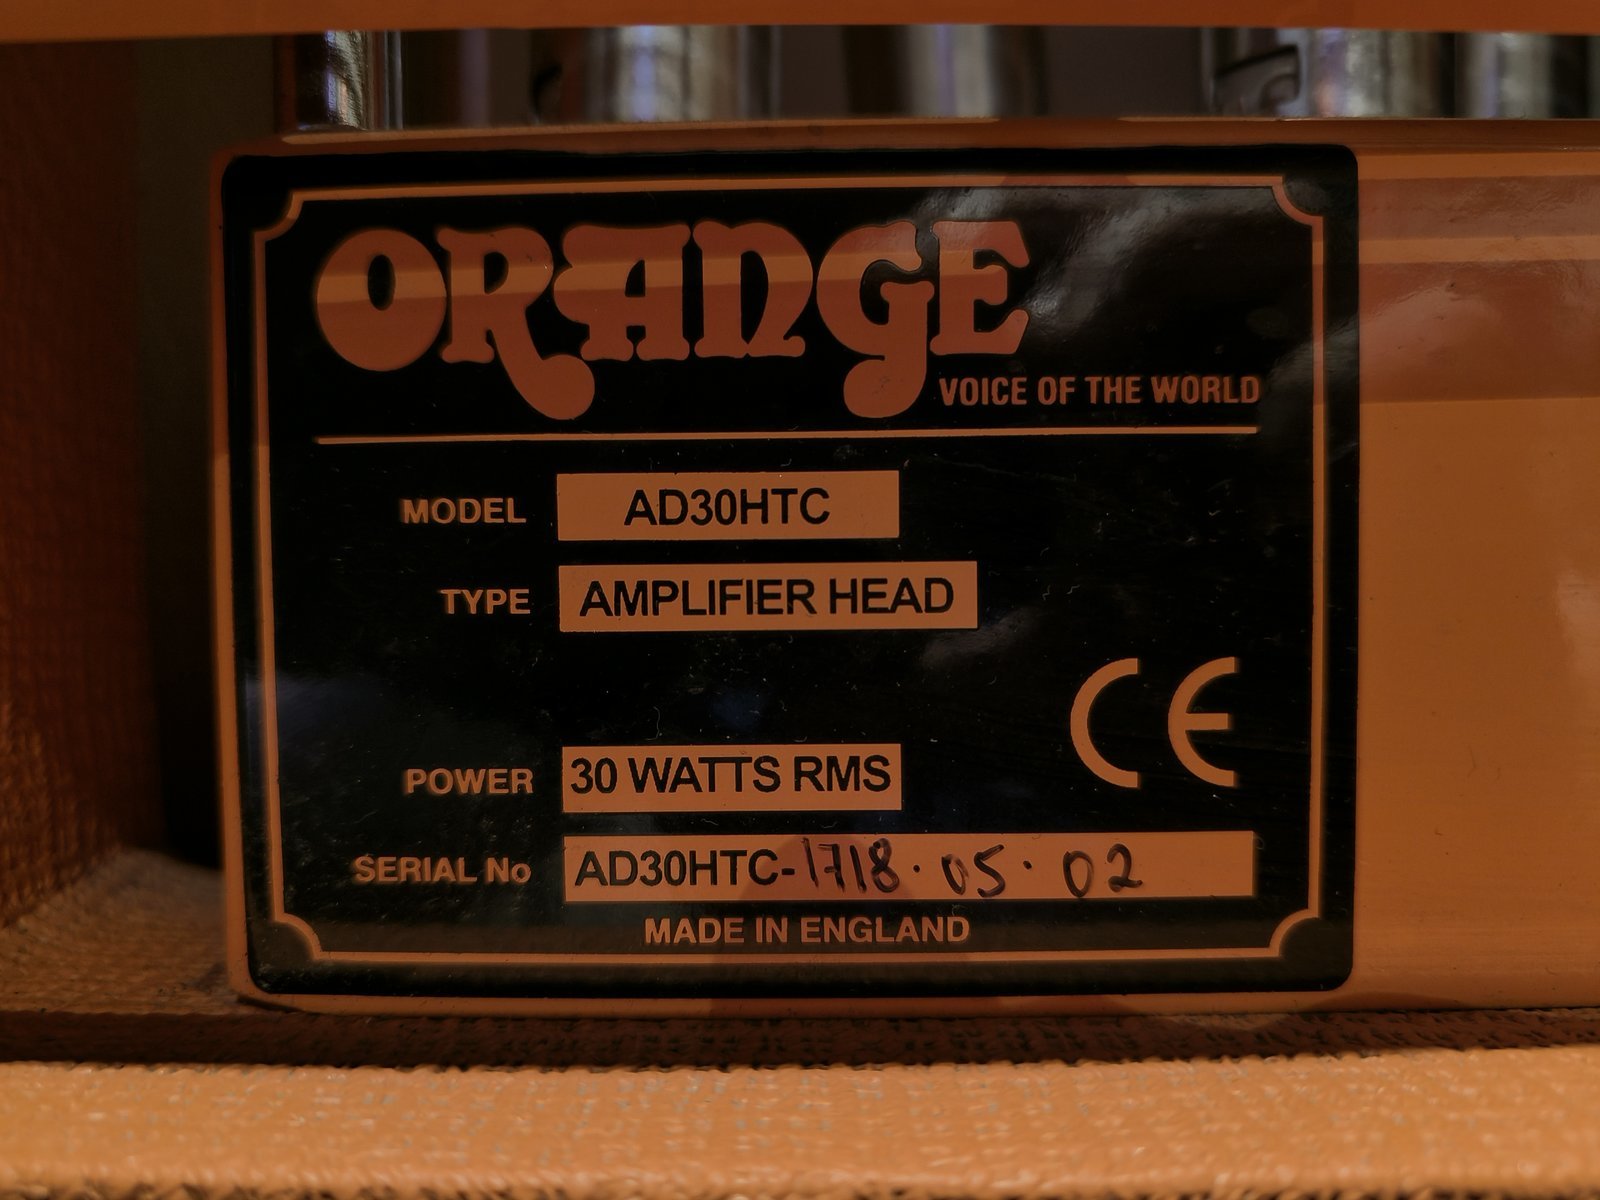 ORANGE
VOICE OF THE WORLD
MODEL AD30HTC
TYPE AMPLIFIER HEAD
CE
POWER 30 WATTS RMS
SERIAL No AD30HTC-1718·05·02
MADE IN ENGLAND